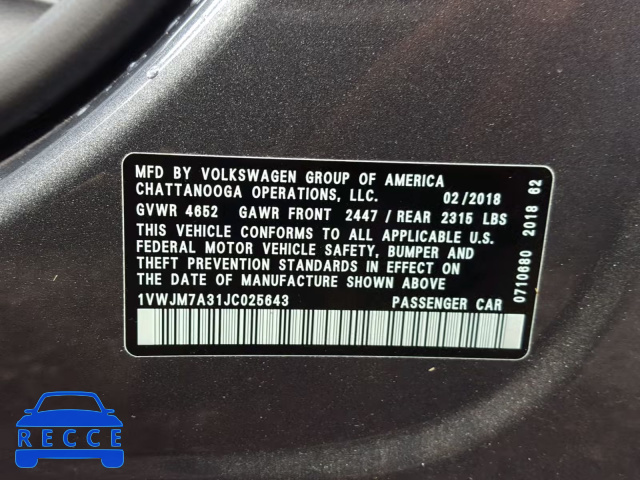 MFD BY VOLKSWAGEN GROUP OF AMERICA
CHATTANOOGA OPERATIONS, LLC. 02/2018
GVWR 4652 GAWR FRONT 2447 / REAR 2315 LBS
THIS VEHICLE CONFORMS TO ALL APPLICABLE U.S.
FEDERAL MOTOR VEHICLE SAFETY, BUMPER AND
THEFT PREVENTION STANDARDS IN EFFECT ON
THE DATE OF MANUFACTURE SHOWN ABOVE
1VWJM7A31JC025643 PASSENGER CAR
0710680 2018 62
RECCE